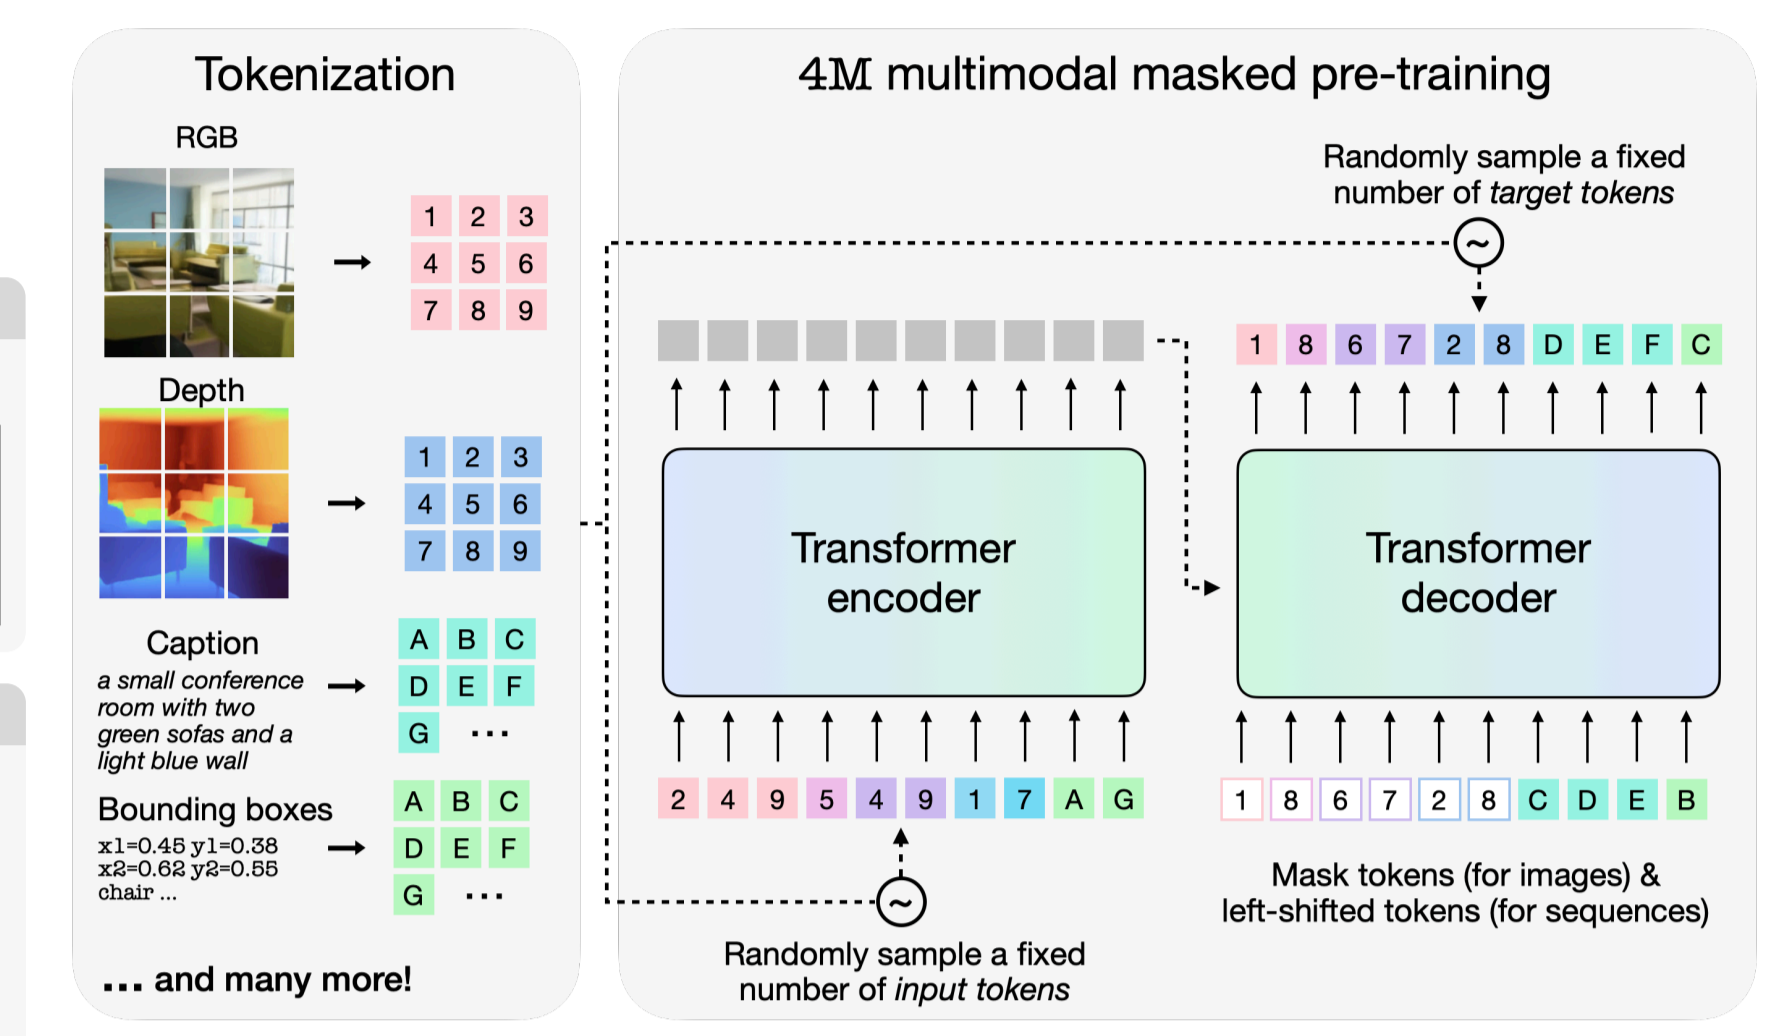 Tokenization
RGB
1 2 3
4 5 6
7 8 9
Depth
1 2 3
4 5 6
7 8 9
Caption
a small conference
room with two
green sofas and a
light blue wall
A B C
D E F
G ...
Bounding boxes
x1=0.45 y1=0.38
x2=0.62 y2=0.55
chair ...
A B C
D E F
G ...
... and many more!
4M multimodal masked pre-training
Randomly sample a fixed
number of target tokens
~
1 8 6 7 2 8 D E F C
Transformer
encoder
Transformer
decoder
2 4 9 5 4 9 1 7 A G
1 8 6 7 2 8 C D E B
~
Randomly sample a fixed
number of input tokens
Mask tokens (for images) &
left-shifted tokens (for sequences)